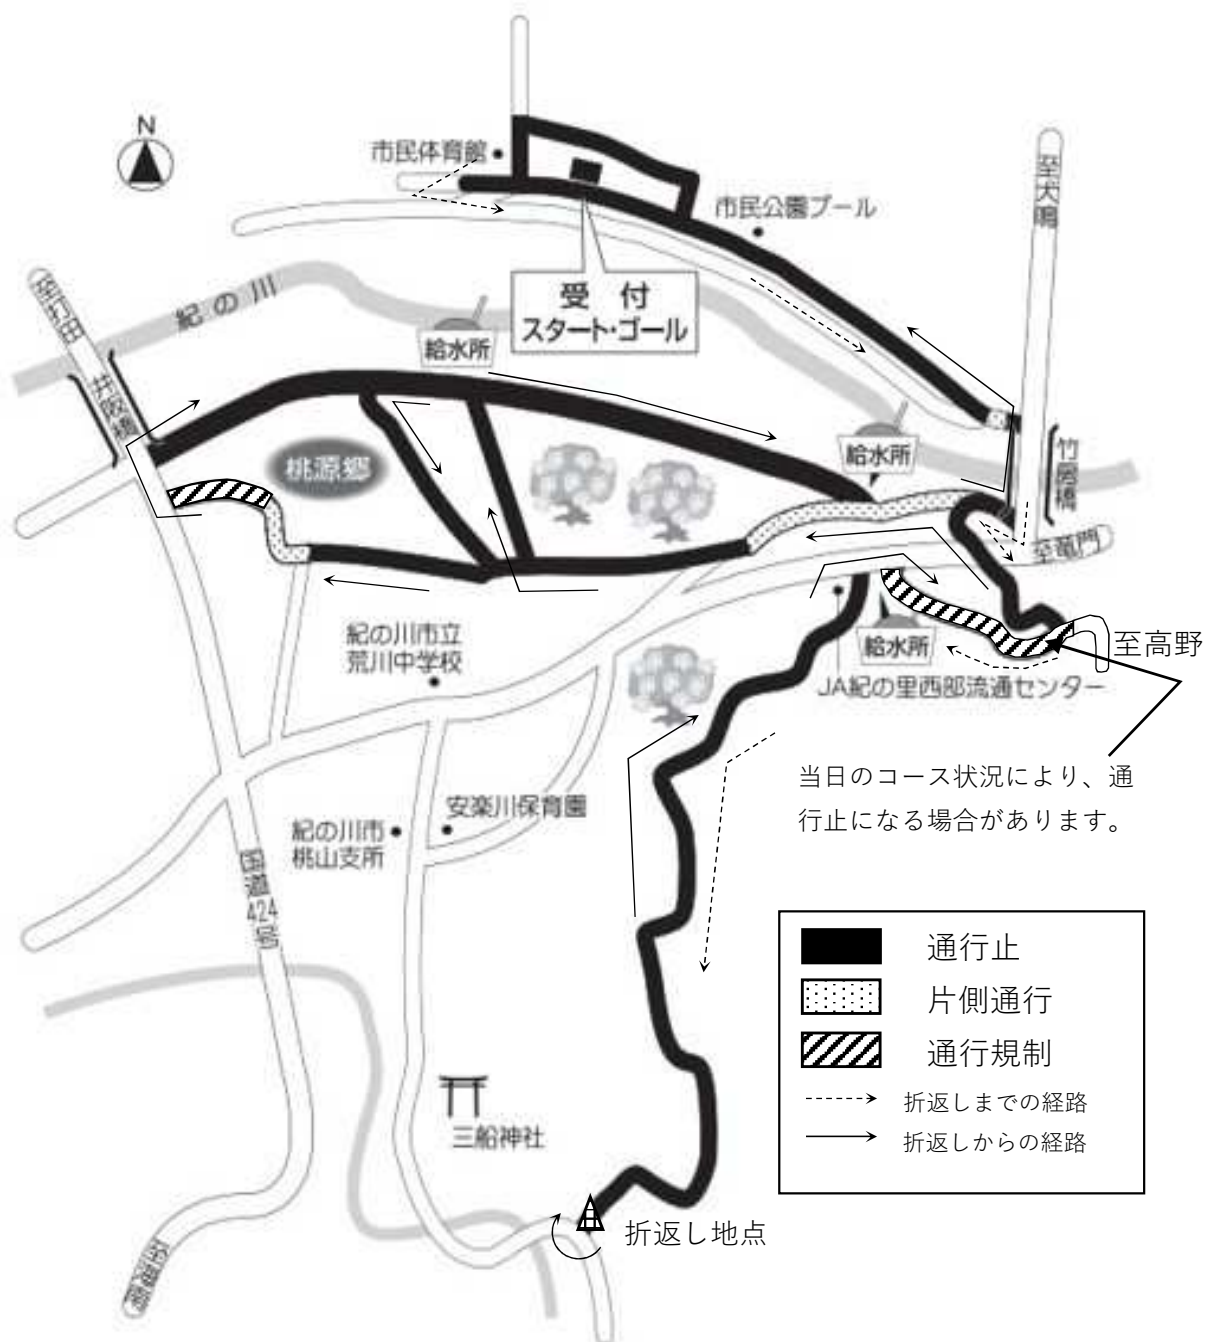 N
市民体育館
市民公園プール
至犬鳴
受 付
スタート・ゴール
至打田
紀の川
給水所
井阪橋
給水所
竹房橋
桃源郷
至竜門
紀の川市立
荒川中学校
給水所
至高野
JA紀の里西部流通センター
当日のコース状況により、通
行止になる場合があります。
安楽川保育園
紀の川市
桃山支所
国道424号
通行止
片側通行
通行規制
折返しまでの経路
折返しからの経路
三船神社
折返し地点